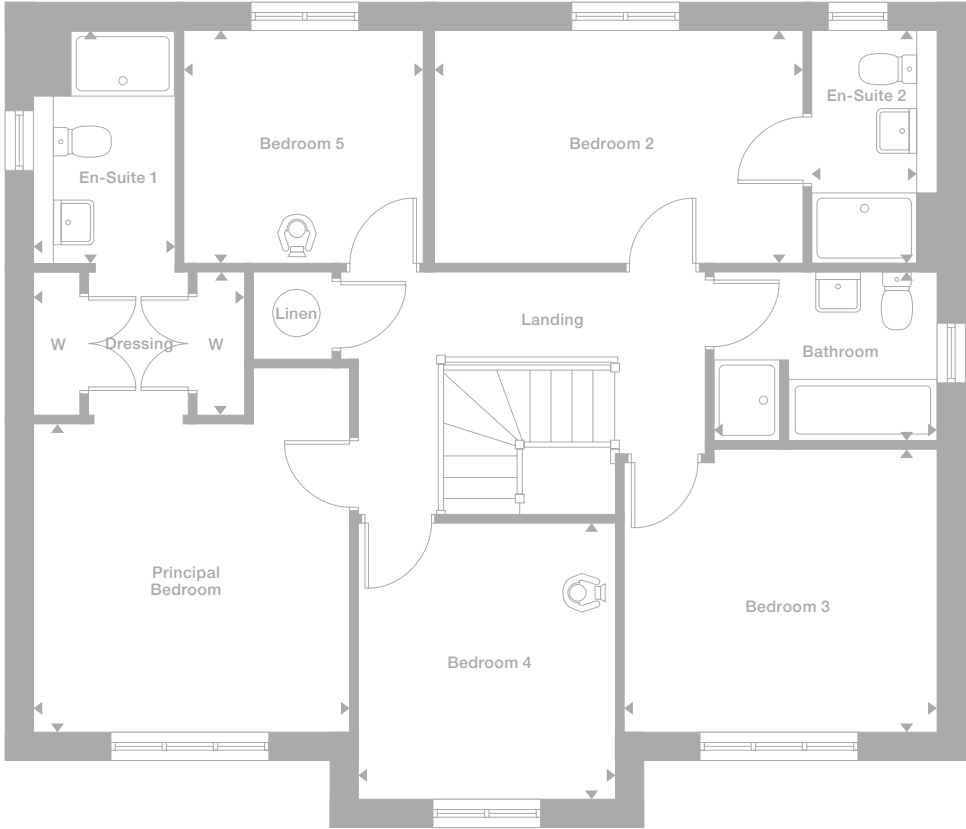 Bedroom 5
Bedroom 2
En-Suite 2
En-Suite 1
Linen
Landing
W
Dressing
W
Bathroom
Principal
Bedroom
Bedroom 3
Bedroom 4